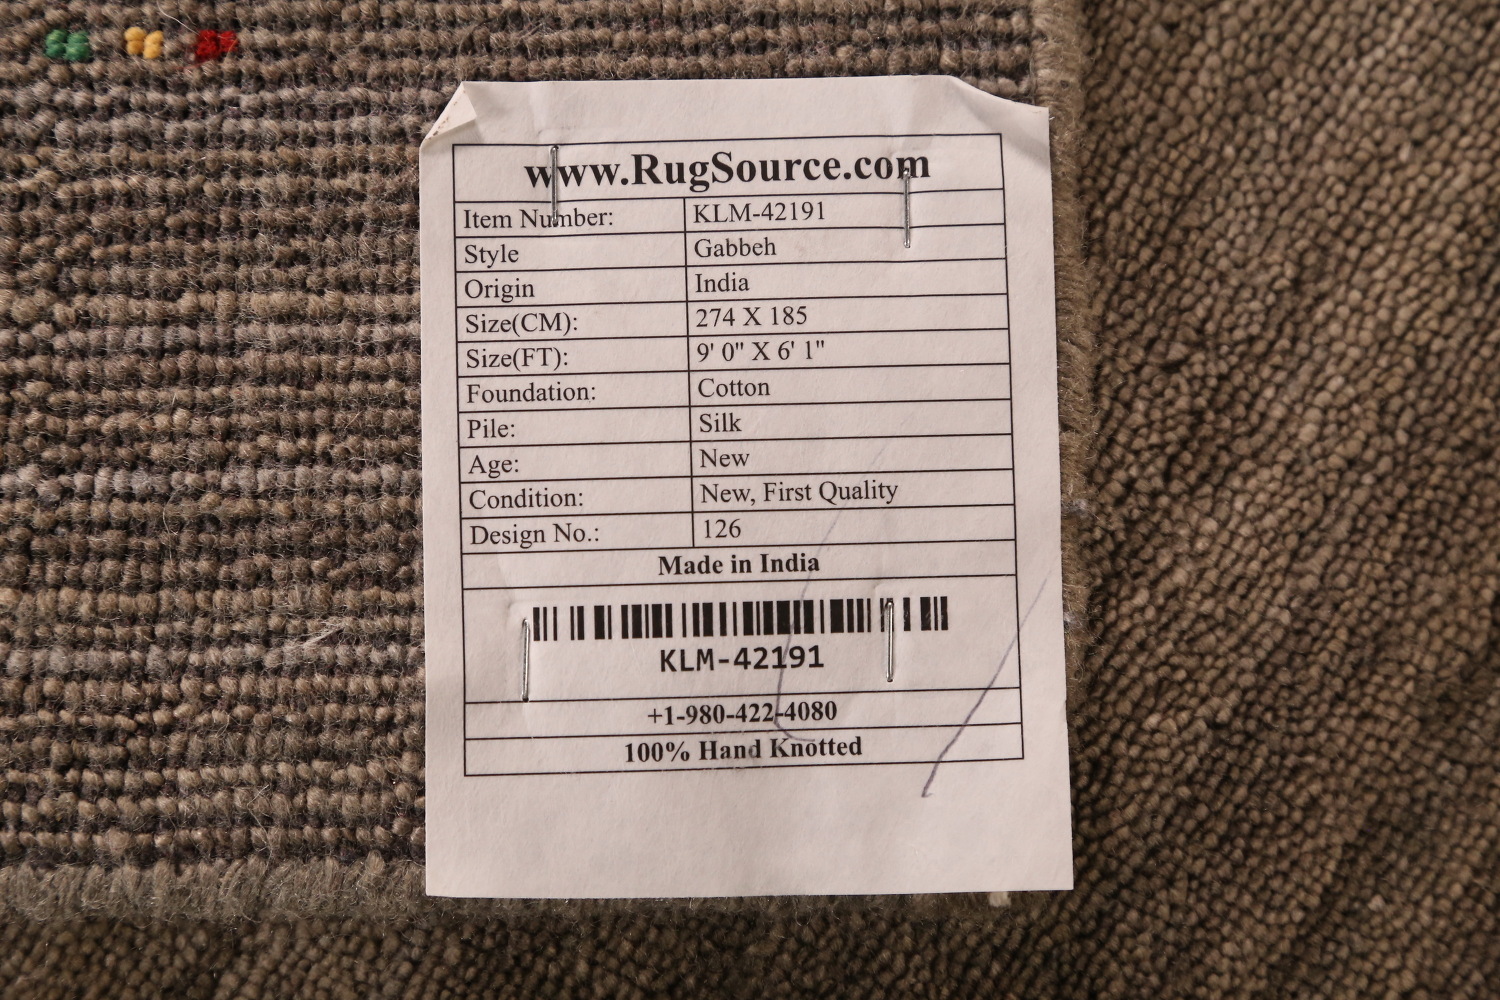 www.RugSource.com
Item Number: KLM-42191
Style Gabbeh
Origin India
Size(CM): 274 X 185
Size(FT): 9' 0" X 6' 1"
Foundation: Cotton
Pile: Silk
Age: New
Condition: New, First Quality
Design No.: 126
Made in India
KLM-42191
+1-980-422-4080
100% Hand Knotted